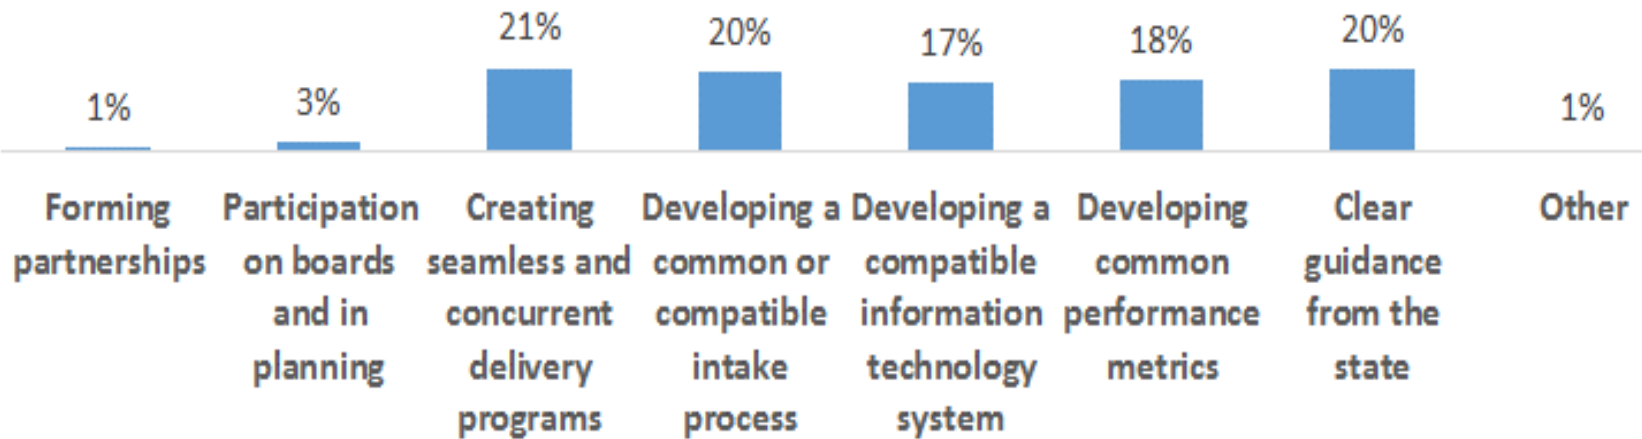 1%
3%
21%
20%
17%
18%
20%
1%
Forming
partnerships
Participation
on boards
and in
planning
Creating
seamless and
concurrent
delivery
programs
Developing a
common or
compatible
intake
process
Developing a
compatible
information
technology
system
Developing
common
performance
metrics
Clear
guidance
from the
state
Other